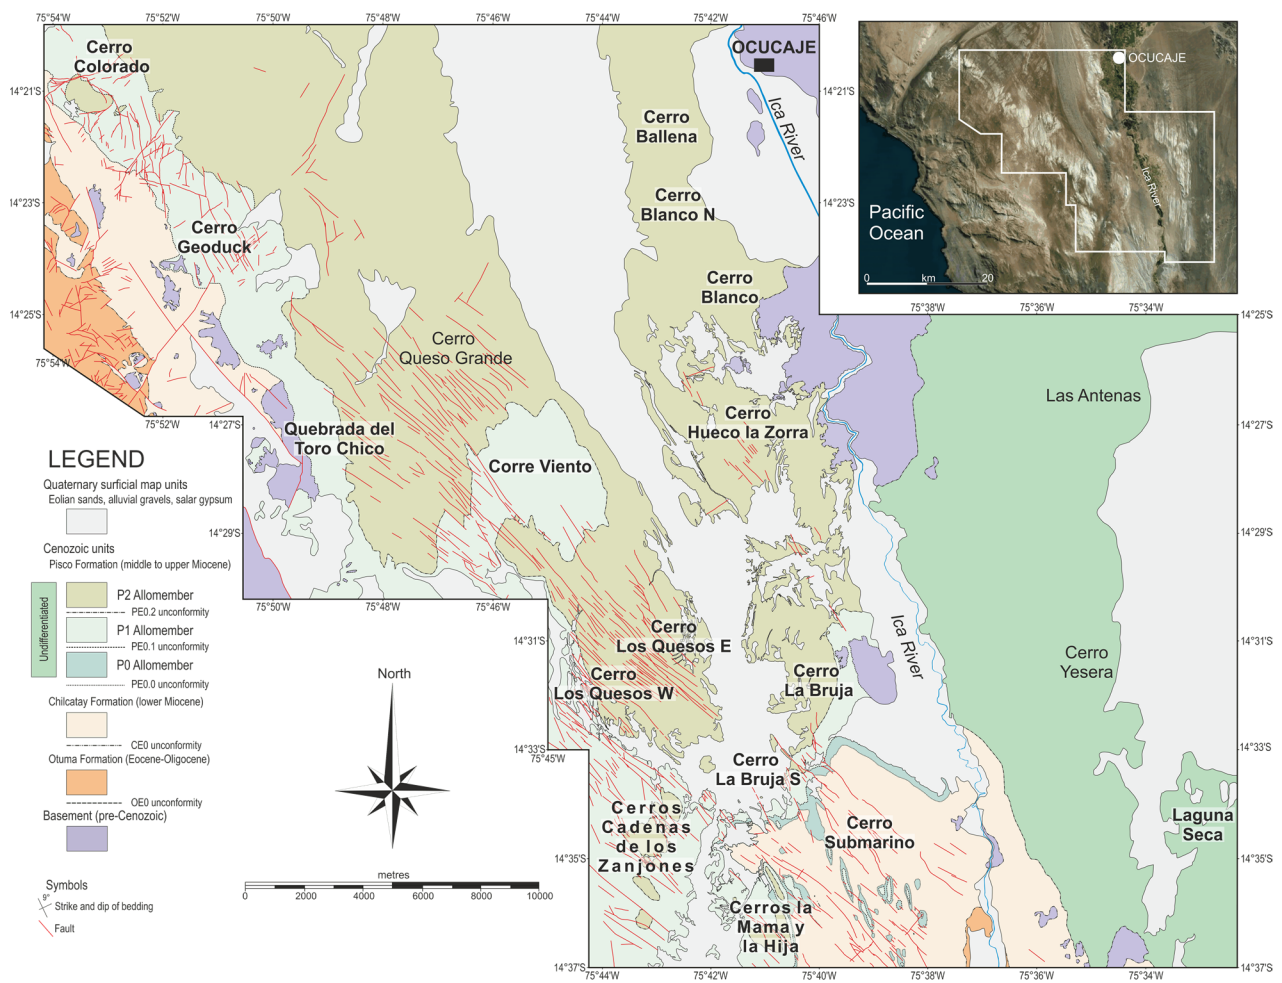 75°54'W
75°52'W
75°50'W
75°48'W
75°46'W
75°44'W
75°42'W
75°46'W
Cerro
Colorado
OCUCAJE
14°21'S
14°21'S
Cerro
Ballena
Ica River
14°23'S
14°23'S
Cerro
Blanco N
Cerro
Geoduck
Cerro
Blanco
OCUCAJE
Ica River
Pacific
Ocean
0
km
20
75°38'W
75°36'W
75°34'W
14°25'S
14°25'S
75°54'W
Cerro
Queso Grande
Las Antenas
75°52'W
14°27'S
14°27'S
Cerro
Hueco la Zorra
Quebrada del
Toro Chico
Corre Viento
14°29'S
14°29'S
75°50'W
75°48'W
75°46'W
14°31'S
14°31'S
Ica River
Cerro
Los Quesos E
Cerro
Yesera
Cerro
Los Quesos W
Cerro
La Bruja
14°33'S
14°33'S
75°45'W
Cerro
La Bruja S
Cerros
Cadenas
de los
Zanjones
Cerro
Submarino
Laguna
Seca
14°35'S
14°35'S
Cerros la
Mama y
la Hija
14°37'S
14°37'S
75°44'W
75°42'W
75°40'W
75°38'W
75°36'W
75°34'W
LEGEND
Quaternary surficial map units
Eolian sands, alluvial gravels, salar gypsum
Cenozoic units
Pisco Formation (middle to upper Miocene)
Undifferentiated
P2 Allomember
PE0.2 unconformity
P1 Allomember
PE0.1 unconformity
P0 Allomember
PE0.0 unconformity
Chilcatay Formation (lower Miocene)
CE0 unconformity
Otuma Formation (Eocene-Oligocene)
OE0 unconformity
Basement (pre-Cenozoic)
Symbols
9°
Strike and dip of bedding
Fault
North
metres
0
2000
4000
6000
8000
10000